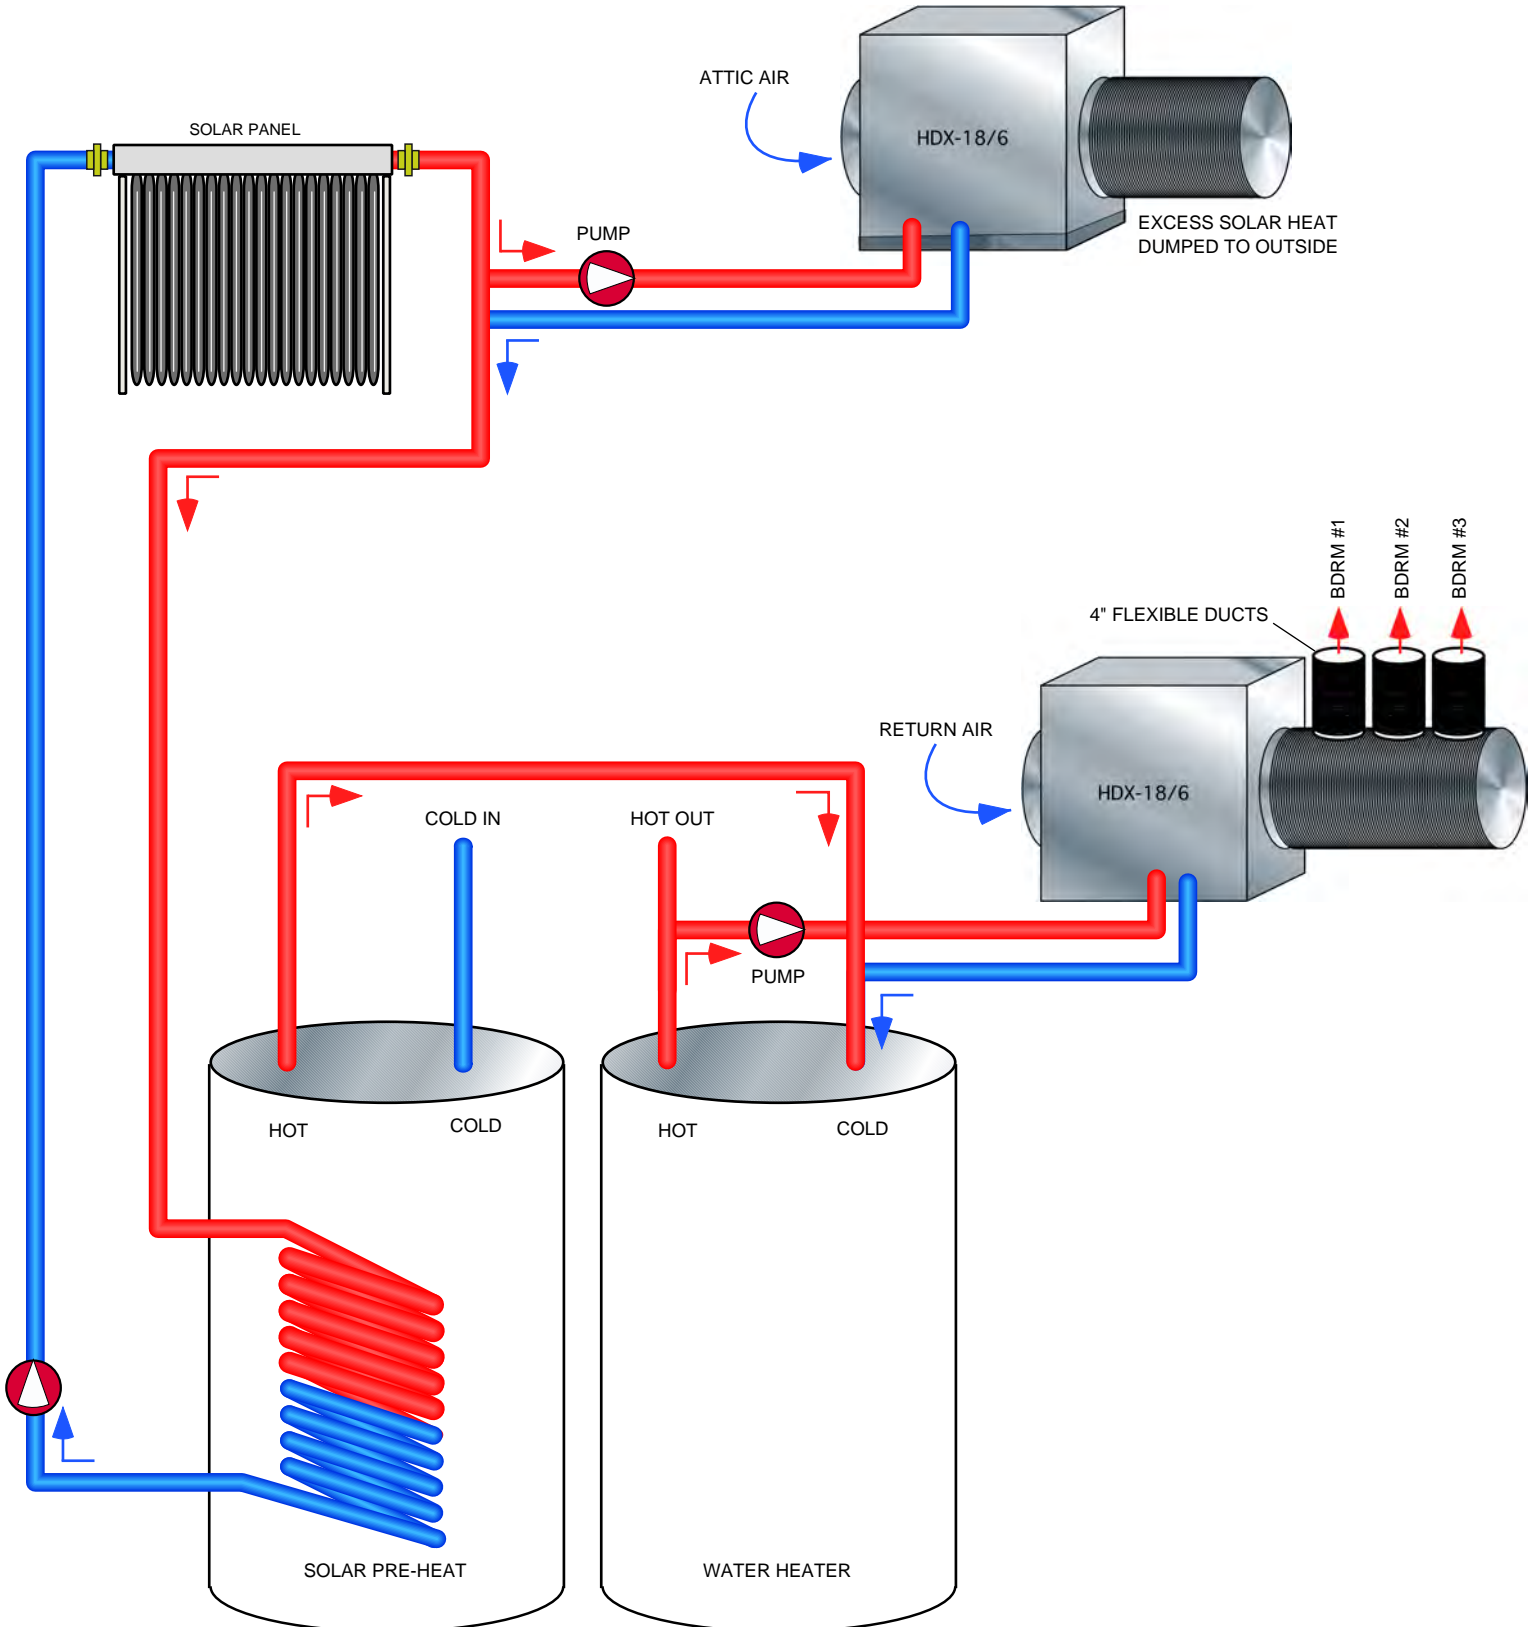 ATTIC AIR
SOLAR PANEL
HDX-18/6
EXCESS SOLAR HEAT
DUMPED TO OUTSIDE
PUMP
BDRM #1
BDRM #2
BDRM #3
4" FLEXIBLE DUCTS
RETURN AIR
HDX-18/6
COLD IN
HOT OUT
PUMP
HOT
COLD
HOT
COLD
SOLAR PRE-HEAT
WATER HEATER